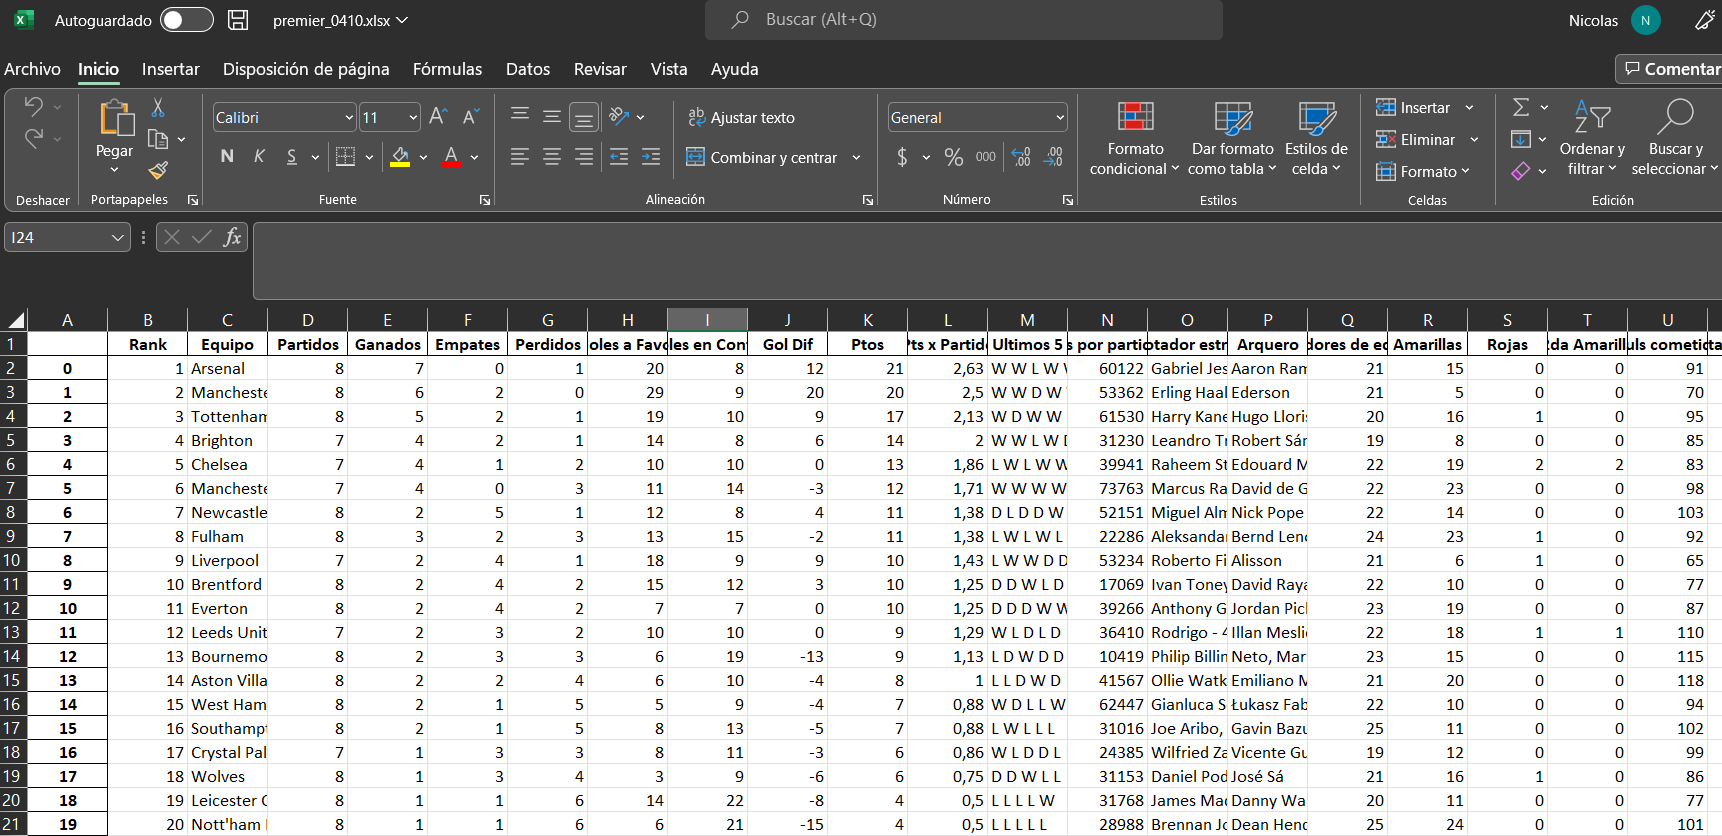 Autoguardado premier_0410.xlsx Buscar (Alt+Q) Nicolas N
Archivo Inicio Insertar Disposición de página Fórmulas Datos Revisar Vista Ayuda Comentar
Calibri 11 Ajustar texto General Insertar
Pegar N K S Combinar y centrar $ % 000 Formato condicional Dar formato como tabla Estilos de celda Eliminar Formato Ordenar y filtrar Buscar y seleccionar
Deshacer Portapapeles Fuente Alineación Número Estilos Celdas Edición
I24 fx
A B C D E F G H I J K L M N O P Q R S T U
1 Rank Equipo Partidos Ganados Empates Perdidos oles a Favo les en Con Gol Dif Ptos Pts x Partido Ultimos 5 s por partid otador estr Arquero dores de eq Amarillas Rojas 2da Amarill uls cometid ta
2 0 1 Arsenal 8 7 0 1 20 8 12 21 2,63 W W L W W 60122 Gabriel Jes Aaron Ram 21 15 0 0 91
3 1 2 Mancheste 8 6 2 0 29 9 20 20 2,5 W W D W 53362 Erling Haal Ederson 21 5 0 0 70
4 2 3 Tottenham 8 5 2 1 19 10 9 17 2,13 W D W W 61530 Harry Kane Hugo Lloris 20 16 1 0 95
5 3 4 Brighton 7 4 2 1 14 8 6 14 2 W W L W D 31230 Leandro Tr Robert Sán 19 8 0 0 85
6 4 5 Chelsea 7 4 1 2 10 10 0 13 1,86 L W L W W 39941 Raheem St Edouard M 22 19 2 2 83
7 5 6 Mancheste 7 4 0 3 11 14 -3 12 1,71 W W W W 73763 Marcus Ra David de G 22 23 0 0 98
8 6 7 Newcastle 8 2 5 1 12 8 4 11 1,38 D L D D W 52151 Miguel Alm Nick Pope 22 14 0 0 103
9 7 8 Fulham 8 3 2 3 13 15 -2 11 1,38 L W L W L 22286 Aleksandar Bernd Leno 24 23 1 0 92
10 8 9 Liverpool 7 2 4 1 18 9 9 10 1,43 L W W D D 53234 Roberto Fi Alisson 21 6 1 0 65
11 9 10 Brentford 8 2 4 2 15 12 3 10 1,25 D D W L D 17069 Ivan Toney David Raya 22 10 0 0 77
12 10 11 Everton 8 2 4 2 7 7 0 10 1,25 D D D W W 39266 Anthony G Jordan Pick 23 19 0 0 87
13 11 12 Leeds Unit 7 2 3 2 10 10 0 9 1,29 W L D L D 36410 Rodrigo - 4 Illan Meslie 22 18 1 1 110
14 12 13 Bournemo 8 2 3 3 6 19 -13 9 1,13 L D W D D 10419 Philip Billin Neto, Mar 23 15 0 0 115
15 13 14 Aston Villa 8 2 2 4 6 10 -4 8 1 L L D W D 41567 Ollie Watk Emiliano M 21 20 0 0 118
16 14 15 West Ham 8 2 1 5 5 9 -4 7 0,88 W D L L W 62447 Gianluca S Łukasz Fab 22 10 0 0 94
17 15 16 Southampt 8 2 1 5 8 13 -5 7 0,88 L W L L L 31016 Joe Aribo, Gavin Bazu 25 11 0 0 102
18 16 17 Crystal Pal 7 1 3 3 8 11 -3 6 0,86 W L D D L 24385 Wilfried Za Vicente Gu 19 12 0 0 99
19 17 18 Wolves 8 1 3 4 3 9 -6 6 0,75 D D W L L 31153 Daniel Pod José Sá 21 16 1 0 86
20 18 19 Leicester C 8 1 1 6 14 22 -8 4 0,5 L L L L W 31768 James Mad Danny Wa 20 11 0 0 77
21 19 20 Nott'ham 8 1 1 6 6 21 -15 4 0,5 L L L L L 28988 Brennan Jo Dean Hend 25 24 0 0 101